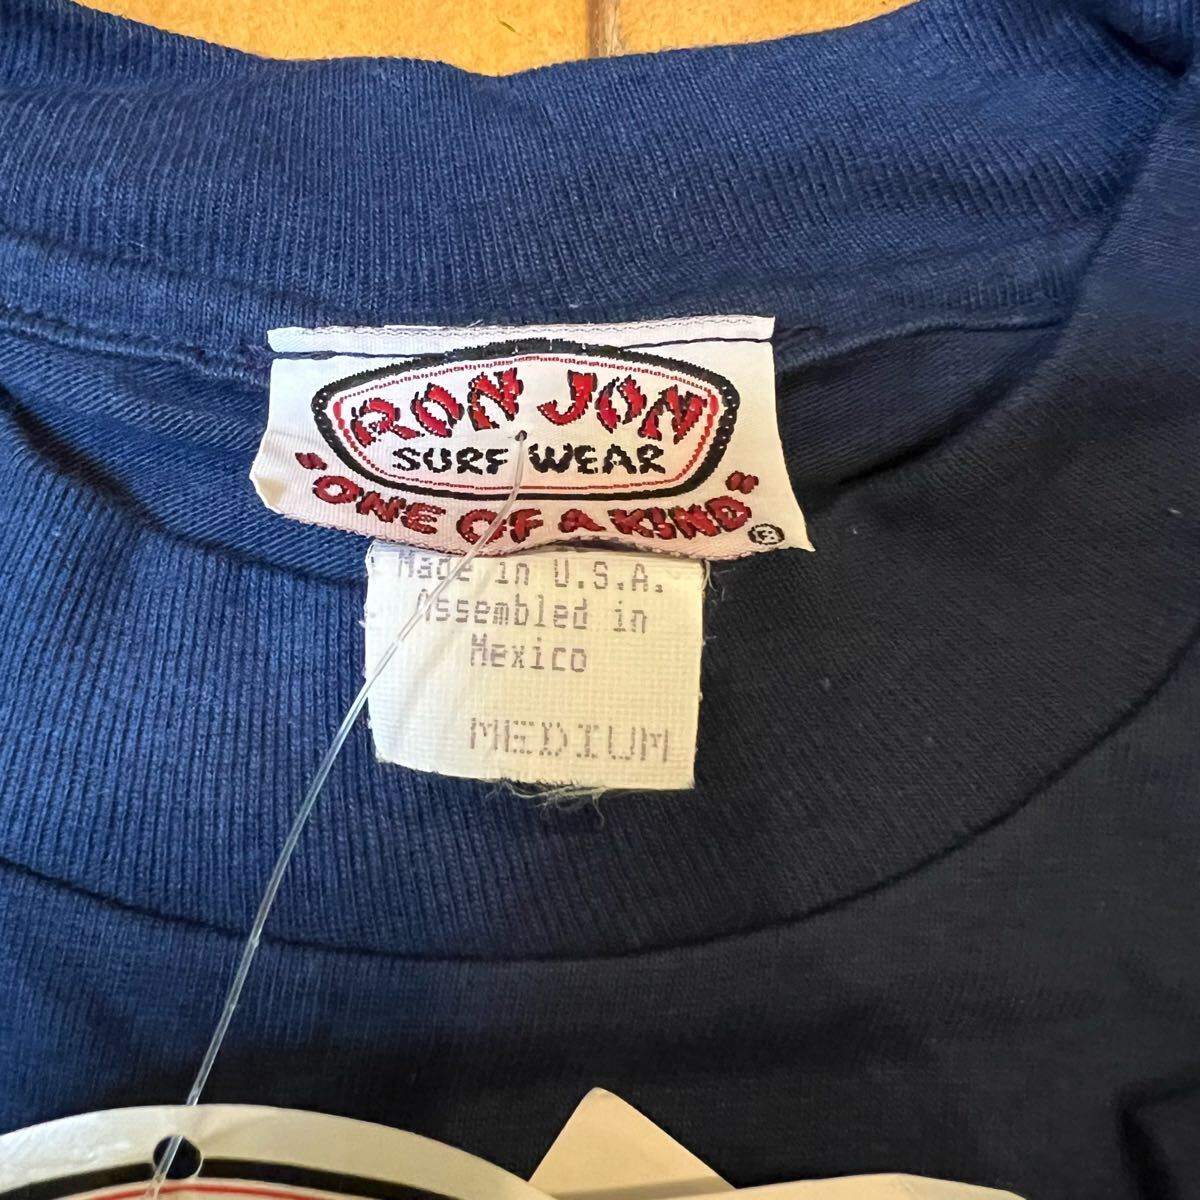 RON JON
SURF WEAR
"ONE OF A KIND"
®
Made in U.S.A.
Assembled in
Mexico
MEDIUM